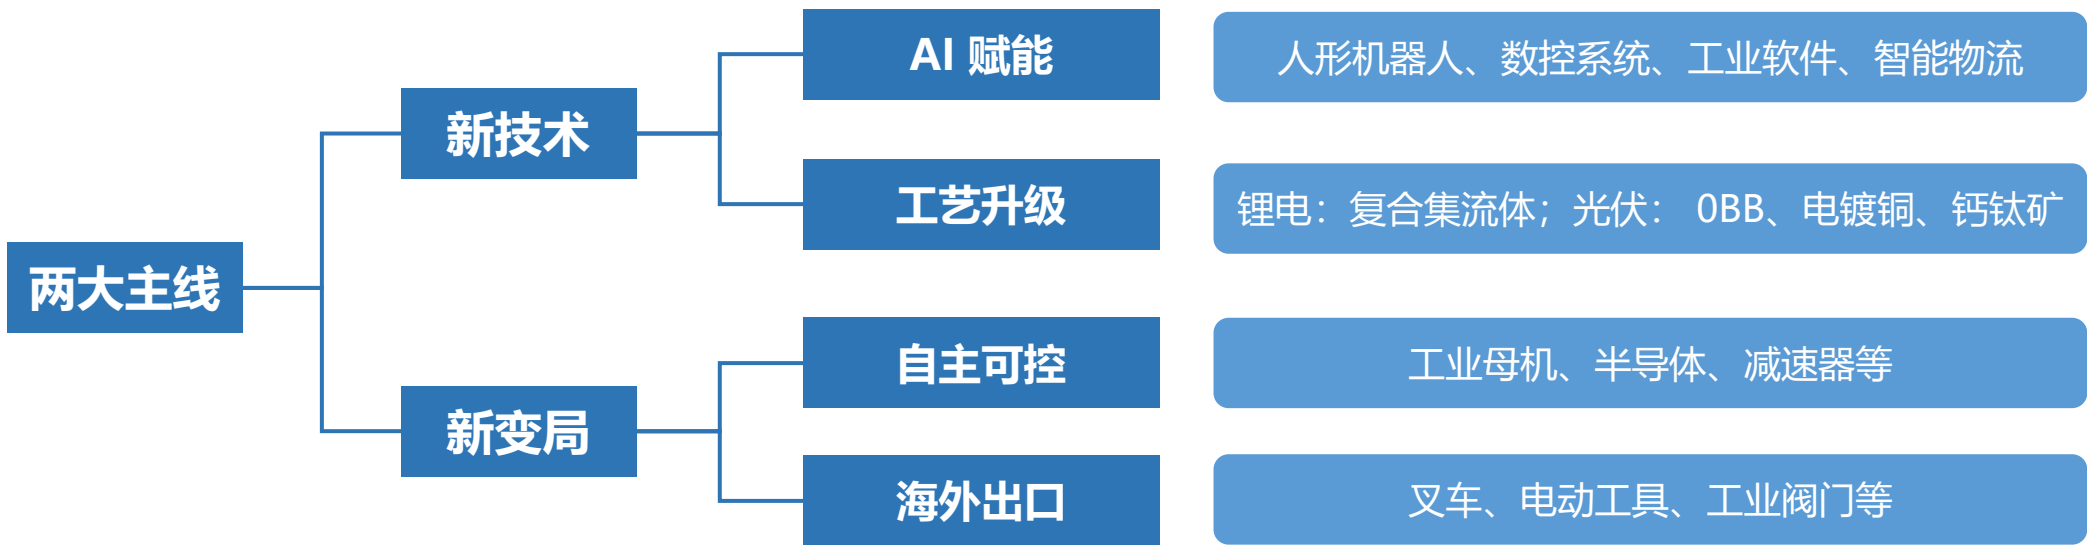 两大主线
新技术
AI 赋能
人形机器人、数控系统、工业软件、智能物流
工艺升级
锂电：复合集流体；光伏： 0BB、电镀铜、钙钛矿
新变局
自主可控
工业母机、半导体、减速器等
海外出口
叉车、电动工具、工业阀门等